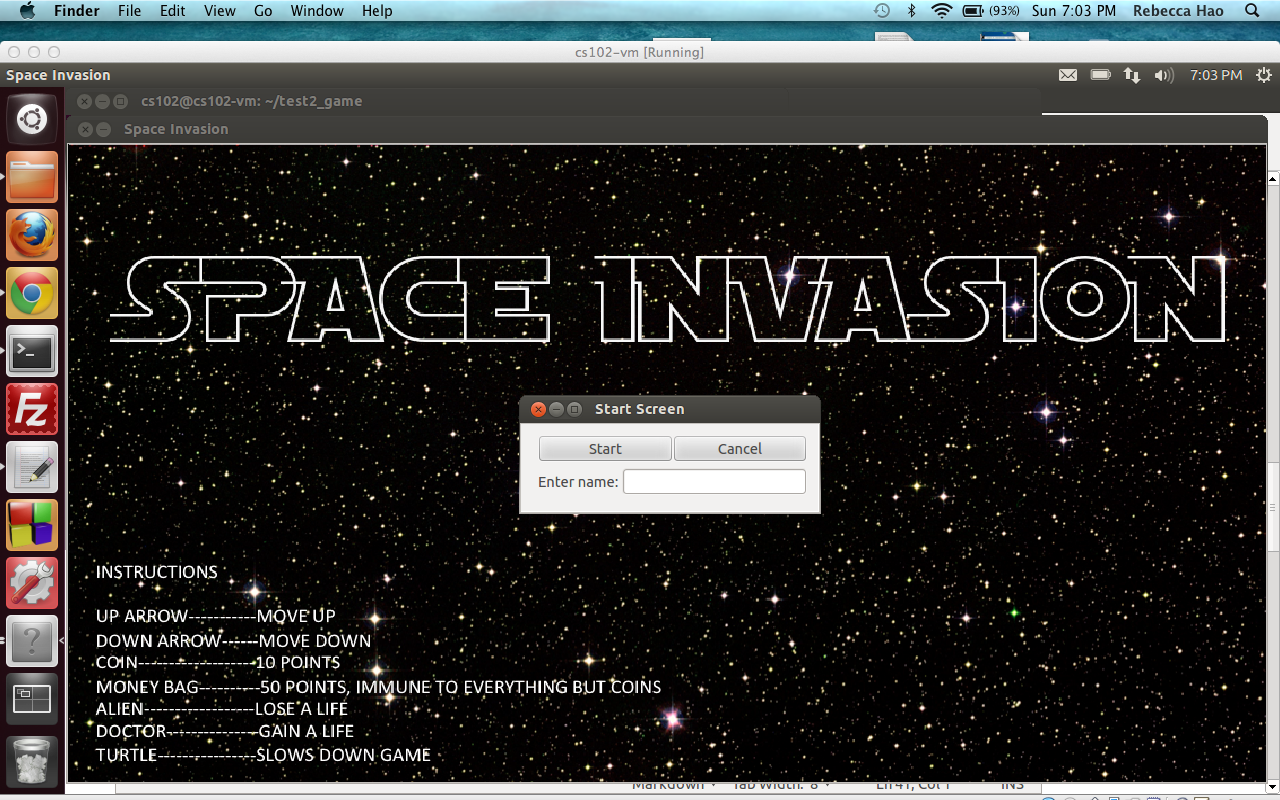 Finder File Edit View Go Window Help (93%) Sun 7:03 PM Rebecca Hao
cs102-vm [Running]
Space Invasion 7:03 PM
cs102@cs102-vm: ~/test2_game
Space Invasion
SPACE INVASION
Start Screen
Start Cancel
Enter name:
INSTRUCTIONS
UP ARROW-----------MOVE UP
DOWN ARROW------MOVE DOWN
COIN-------------------10 POINTS
MONEY BAG----------50 POINTS, IMMUNE TO EVERYTHING BUT COINS
ALIEN------------------LOSE A LIFE
DOCTOR---------------GAIN A LIFE
TURTLE----------------SLOWS DOWN GAME
Markdown Tab Width: 8 Ln 41, Col 1 INS